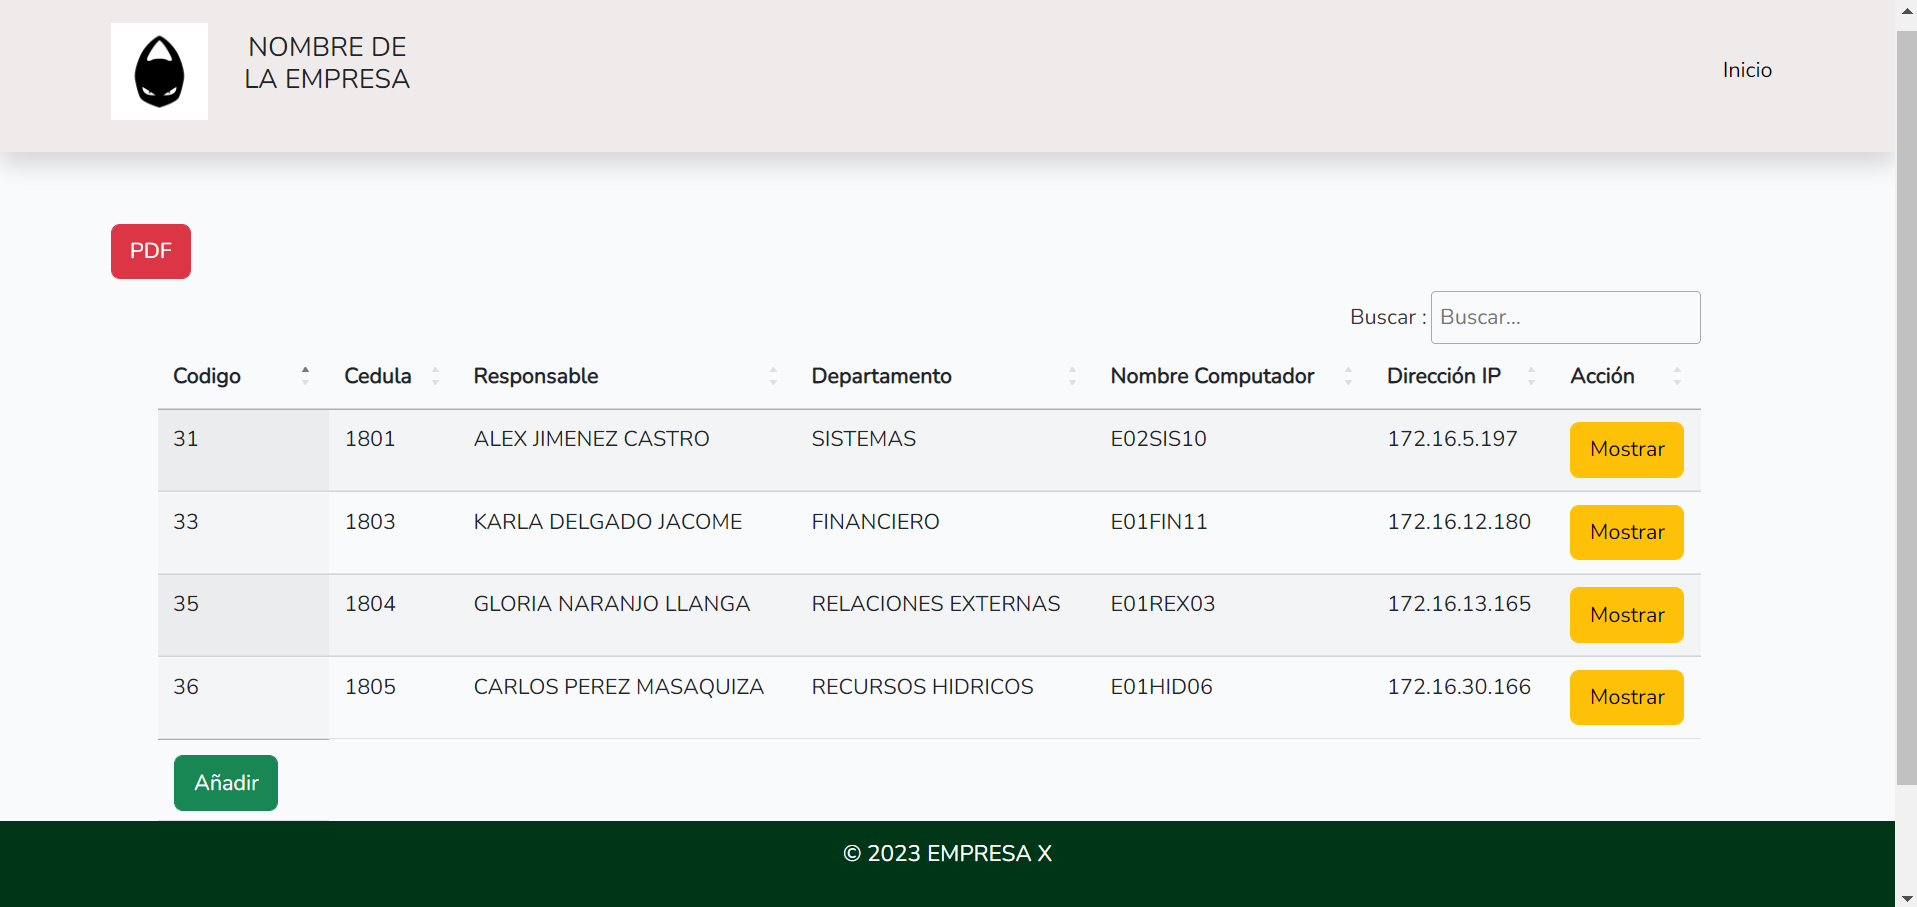 NOMBRE DE
LA EMPRESA
Inicio
PDF
Buscar : Buscar...
Codigo Cedula Responsable Departamento Nombre Computador Dirección IP Acción
31 1801 ALEX JIMENEZ CASTRO SISTEMAS E02SIS10 172.16.5.197 Mostrar
33 1803 KARLA DELGADO JACOME FINANCIERO E01FIN11 172.16.12.180 Mostrar
35 1804 GLORIA NARANJO LLANGA RELACIONES EXTERNAS E01REX03 172.16.13.165 Mostrar
36 1805 CARLOS PEREZ MASAQUIZA RECURSOS HIDRICOS E01HID06 172.16.30.166 Mostrar
Añadir
© 2023 EMPRESA X